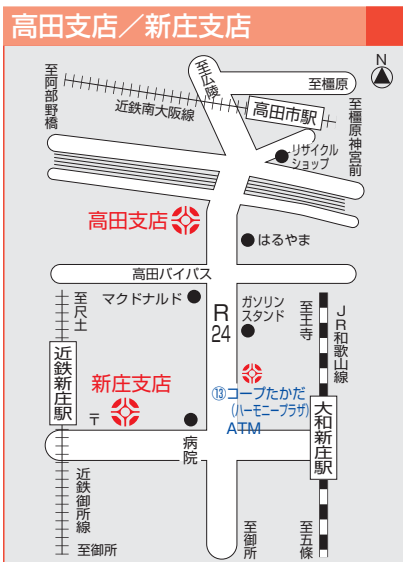 高田支店／新庄支店
N
至広陵
至橿原
至阿部野橋
近鉄南大阪線
高田市駅
至橿原神宮前
リサイクル
ショップ
高田支店
はるやま
高田バイパス
至尺土
マクドナルド
R
24
ガソリン
スタンド
至王寺
JR和歌山線
近鉄新庄駅
新庄支店
〒
⑬コープたかだ
(ハーモニープラザ)
ATM
病院
大和新庄駅
近鉄御所線
至御所
至御所
至五條